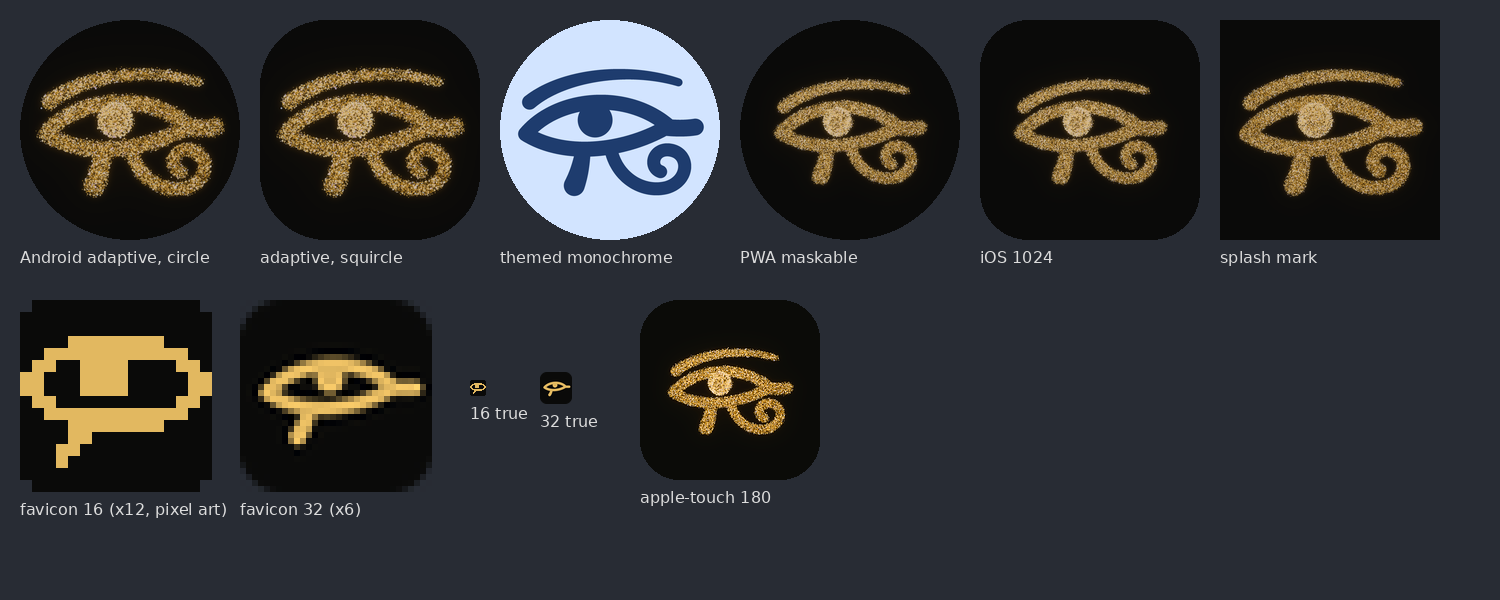 Android adaptive, circle
adaptive, squircle
themed monochrome
PWA maskable
iOS 1024
splash mark
16 true
32 true
apple-touch 180
favicon 16 (x12, pixel art)
favicon 32 (x6)